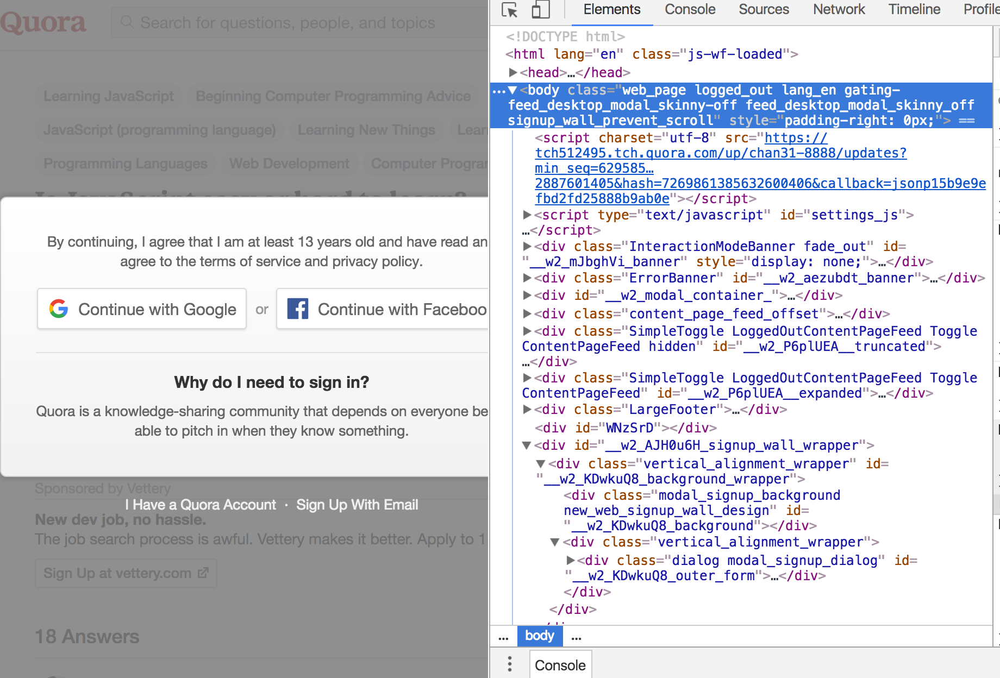 Quora
Search for questions, people, and topics
Learning JavaScript
Beginning Computer Programming Advice
JavaScript (programming language)
Learning New Things
Programming Languages
Web Development
Computer
Is JavaScript easy or hard to learn?
By continuing, I agree that I am at least 13 years old and have read an
agree to the terms of service and privacy policy.
Continue with Google
or
Continue with Faceboo
Why do I need to sign in?
Quora is a knowledge-sharing community that depends on everyone be
able to pitch in when they know something.
Sponsored by Vettery
I Have a Quora Account · Sign Up With Email
New dev job, no hassle.
The job search process is awful. Vettery makes it better. Apply to 1
Sign Up at vettery.com
18 Answers
Elements
Console
Sources
Network
Timeline
Profile
<!DOCTYPE html>
<html lang="en" class="js-wf-loaded">
▶<head>…</head>
…▼<body class="web_page logged_out lang_en gating-
feed_desktop_modal_skinny-off feed_desktop_modal_skinny_off
signup_wall_prevent_scroll" style="padding-right: 0px;"> ==
<script charset="utf-8" src="https://
tch512495.tch.quora.com/up/chan31-8888/updates?
min_seq=629585…
2887601405&hash=7269861385632600406&callback=jsonp15b9e9e
fbd2fd25888b9ab0e"></script>
▶<script type="text/javascript" id="settings_js">
…</script>
▶<div class="InteractionModeBanner fade_out" id=
"__w2_mJbghVi_banner" style="display: none;">…</div>
▶<div class="ErrorBanner" id="__w2_aezubdt_banner">…</div>
▶<div id="__w2_modal_container_">…</div>
▶<div class="content_page_feed_offset">…</div>
▶<div class="SimpleToggle LoggedOutContentPageFeed Toggle
ContentPageFeed hidden" id="__w2_P6plUEA__truncated">
…</div>
▶<div class="SimpleToggle LoggedOutContentPageFeed Toggle
ContentPageFeed" id="__w2_P6plUEA__expanded">…</div>
▶<div class="LargeFooter">…</div>
<div id="WNzSrD"></div>
▼<div id="__w2_AJH0u6H_signup_wall_wrapper">
▼<div class="vertical_alignment_wrapper" id=
"__w2_KDwkuQ8_background_wrapper">
<div class="modal_signup_background
new_web_signup_wall_design" id=
"__w2_KDwkuQ8_background"></div>
▼<div class="vertical_alignment_wrapper">
▶<div class="dialog modal_signup_dialog" id=
"__w2_KDwkuQ8_outer_form">…</div>
</div>
</div>
… body …
Console